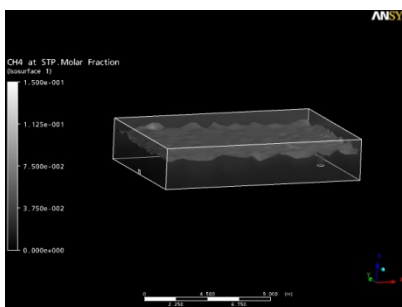 ANSY
CH4 at STP.Molar Fraction
(Isosurface 1)
1.500e-001
1.125e-001
7.500e-002
3.750e-002
0.000e+000
0
4.500
9.000
(m)
2.250
6.750